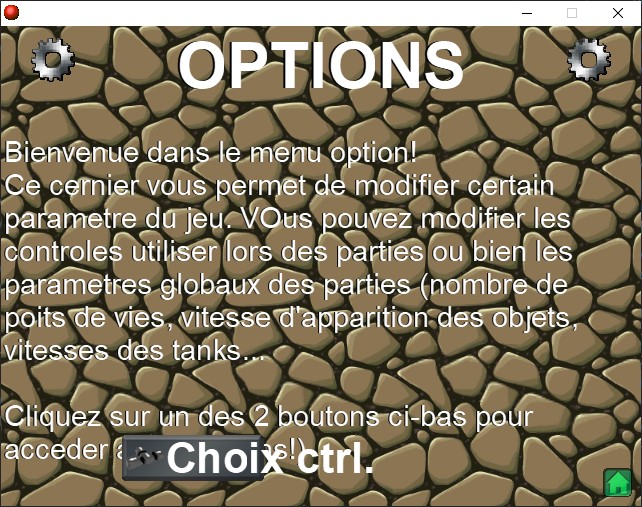 OPTIONS
Bienvenue dans le menu option!
Ce cernier vous permet de modifier certain
parametre du jeu. VOus pouvez modifier les
controles utiliser lors des parties ou bien les
parametres globaux des parties (nombre de
poits de vies, vitesse d'apparition des objets,
vitesses des tanks...
Cliquez sur un des 2 boutons ci-bas pour
acceder
Choix ctrl.